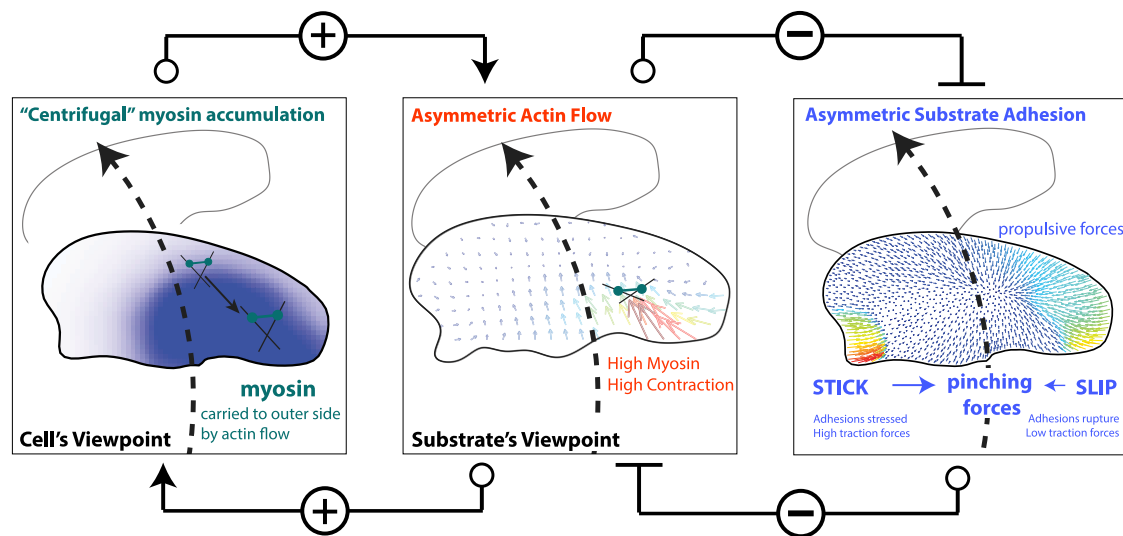 +
−
“Centrifugal” myosin accumulation
myosin
carried to outer side
by actin flow
Cell's Viewpoint
Asymmetric Actin Flow
High Myosin
High Contraction
Substrate's Viewpoint
Asymmetric Substrate Adhesion
propulsive forces
STICK
pinching
forces
SLIP
Adhesions stressed
High traction forces
Adhesions rupture
Low traction forces
+
−